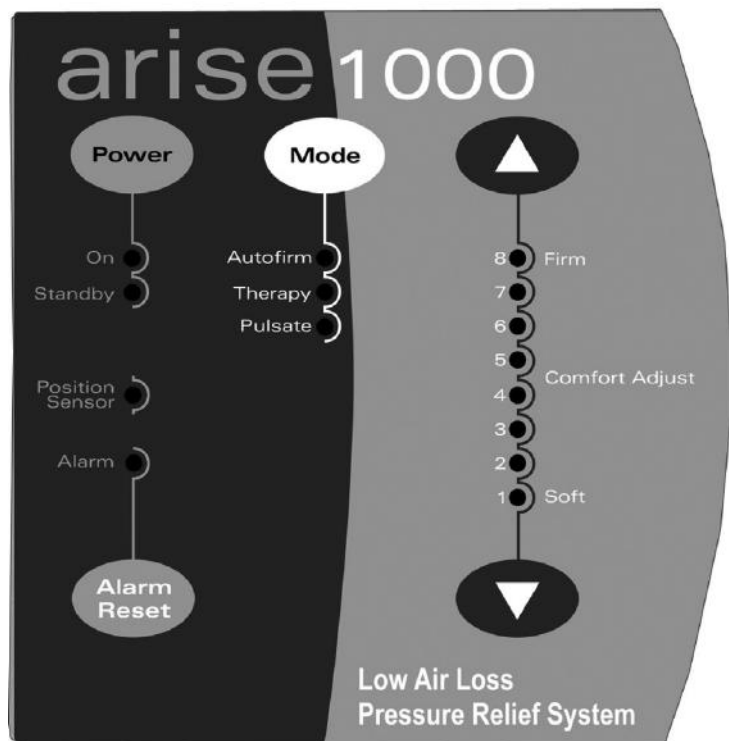 arise 1000
Power
Mode
On
Standby
Position
Sensor
Alarm
Alarm
Reset
Autofirm
Therapy
Pulsate
8 Firm
7
6
5
Comfort Adjust
4
3
2
1 Soft
Low Air Loss
Pressure Relief System